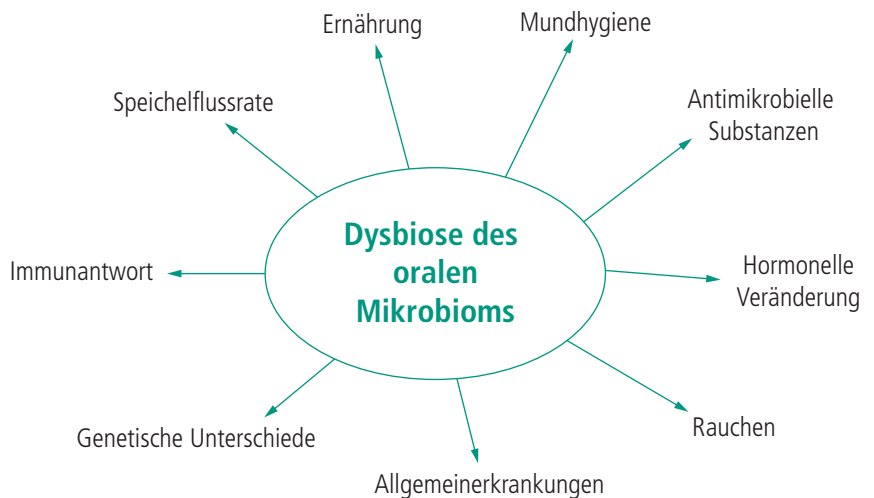 Ernährung
Mundhygiene
Speichelflussrate
Antimikrobielle
Substanzen
Dysbiose des
oralen
Mikrobioms
Immunantwort
Hormonelle
Veränderung
Genetische Unterschiede
Rauchen
Allgemeinerkrankungen